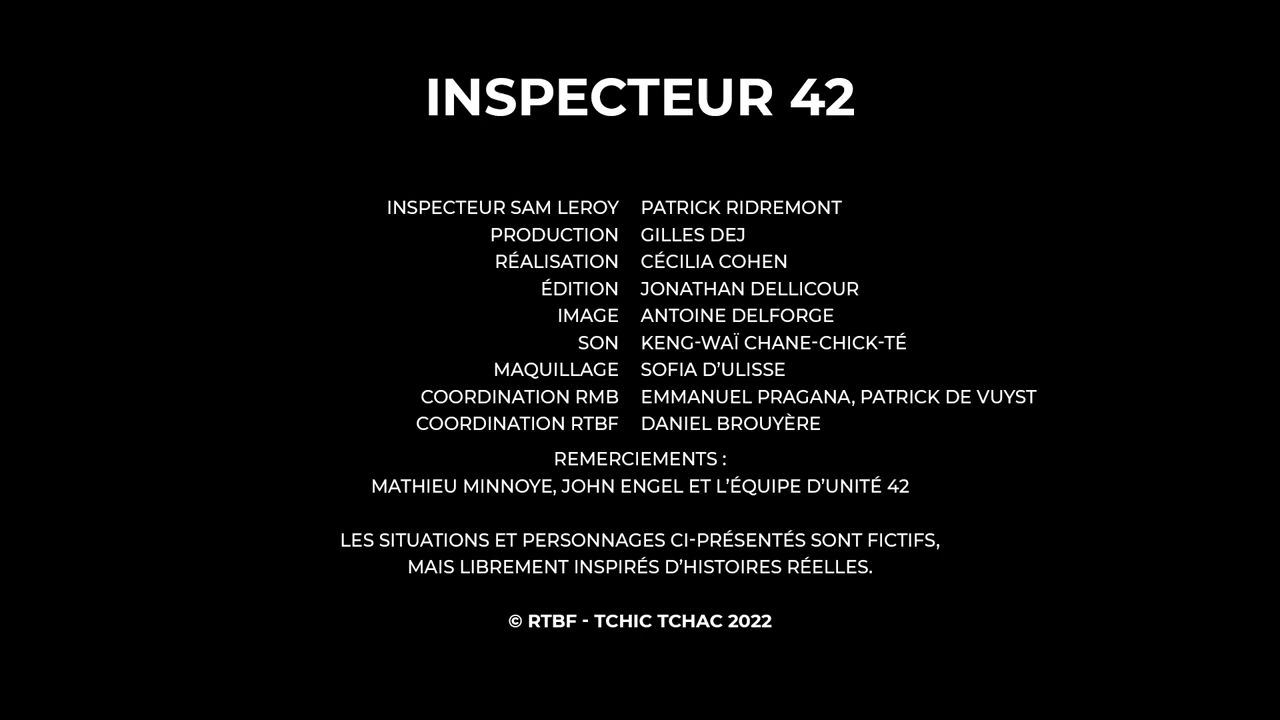 INSPECTEUR 42
INSPECTEUR SAM LEROY PATRICK RIDREMONT
PRODUCTION GILLES DEJ
RÉALISATION CÉCILIA COHEN
ÉDITION JONATHAN DELLICOUR
IMAGE ANTOINE DELFORGE
SON KENG-WAÏ CHANE-CHICK-TÉ
MAQUILLAGE SOFIA D’ULISSE
COORDINATION RMB EMMANUEL PRAGANA, PATRICK DE VUYST
COORDINATION RTBF DANIEL BROUYÈRE
REMERCIEMENTS :
MATHIEU MINNOYE, JOHN ENGEL ET L’ÉQUIPE D’UNITÉ 42
LES SITUATIONS ET PERSONNAGES CI-PRÉSENTÉS SONT FICTIFS,
MAIS LIBREMENT INSPIRÉS D’HISTOIRES RÉELLES.
© RTBF - TCHIC TCHAC 2022